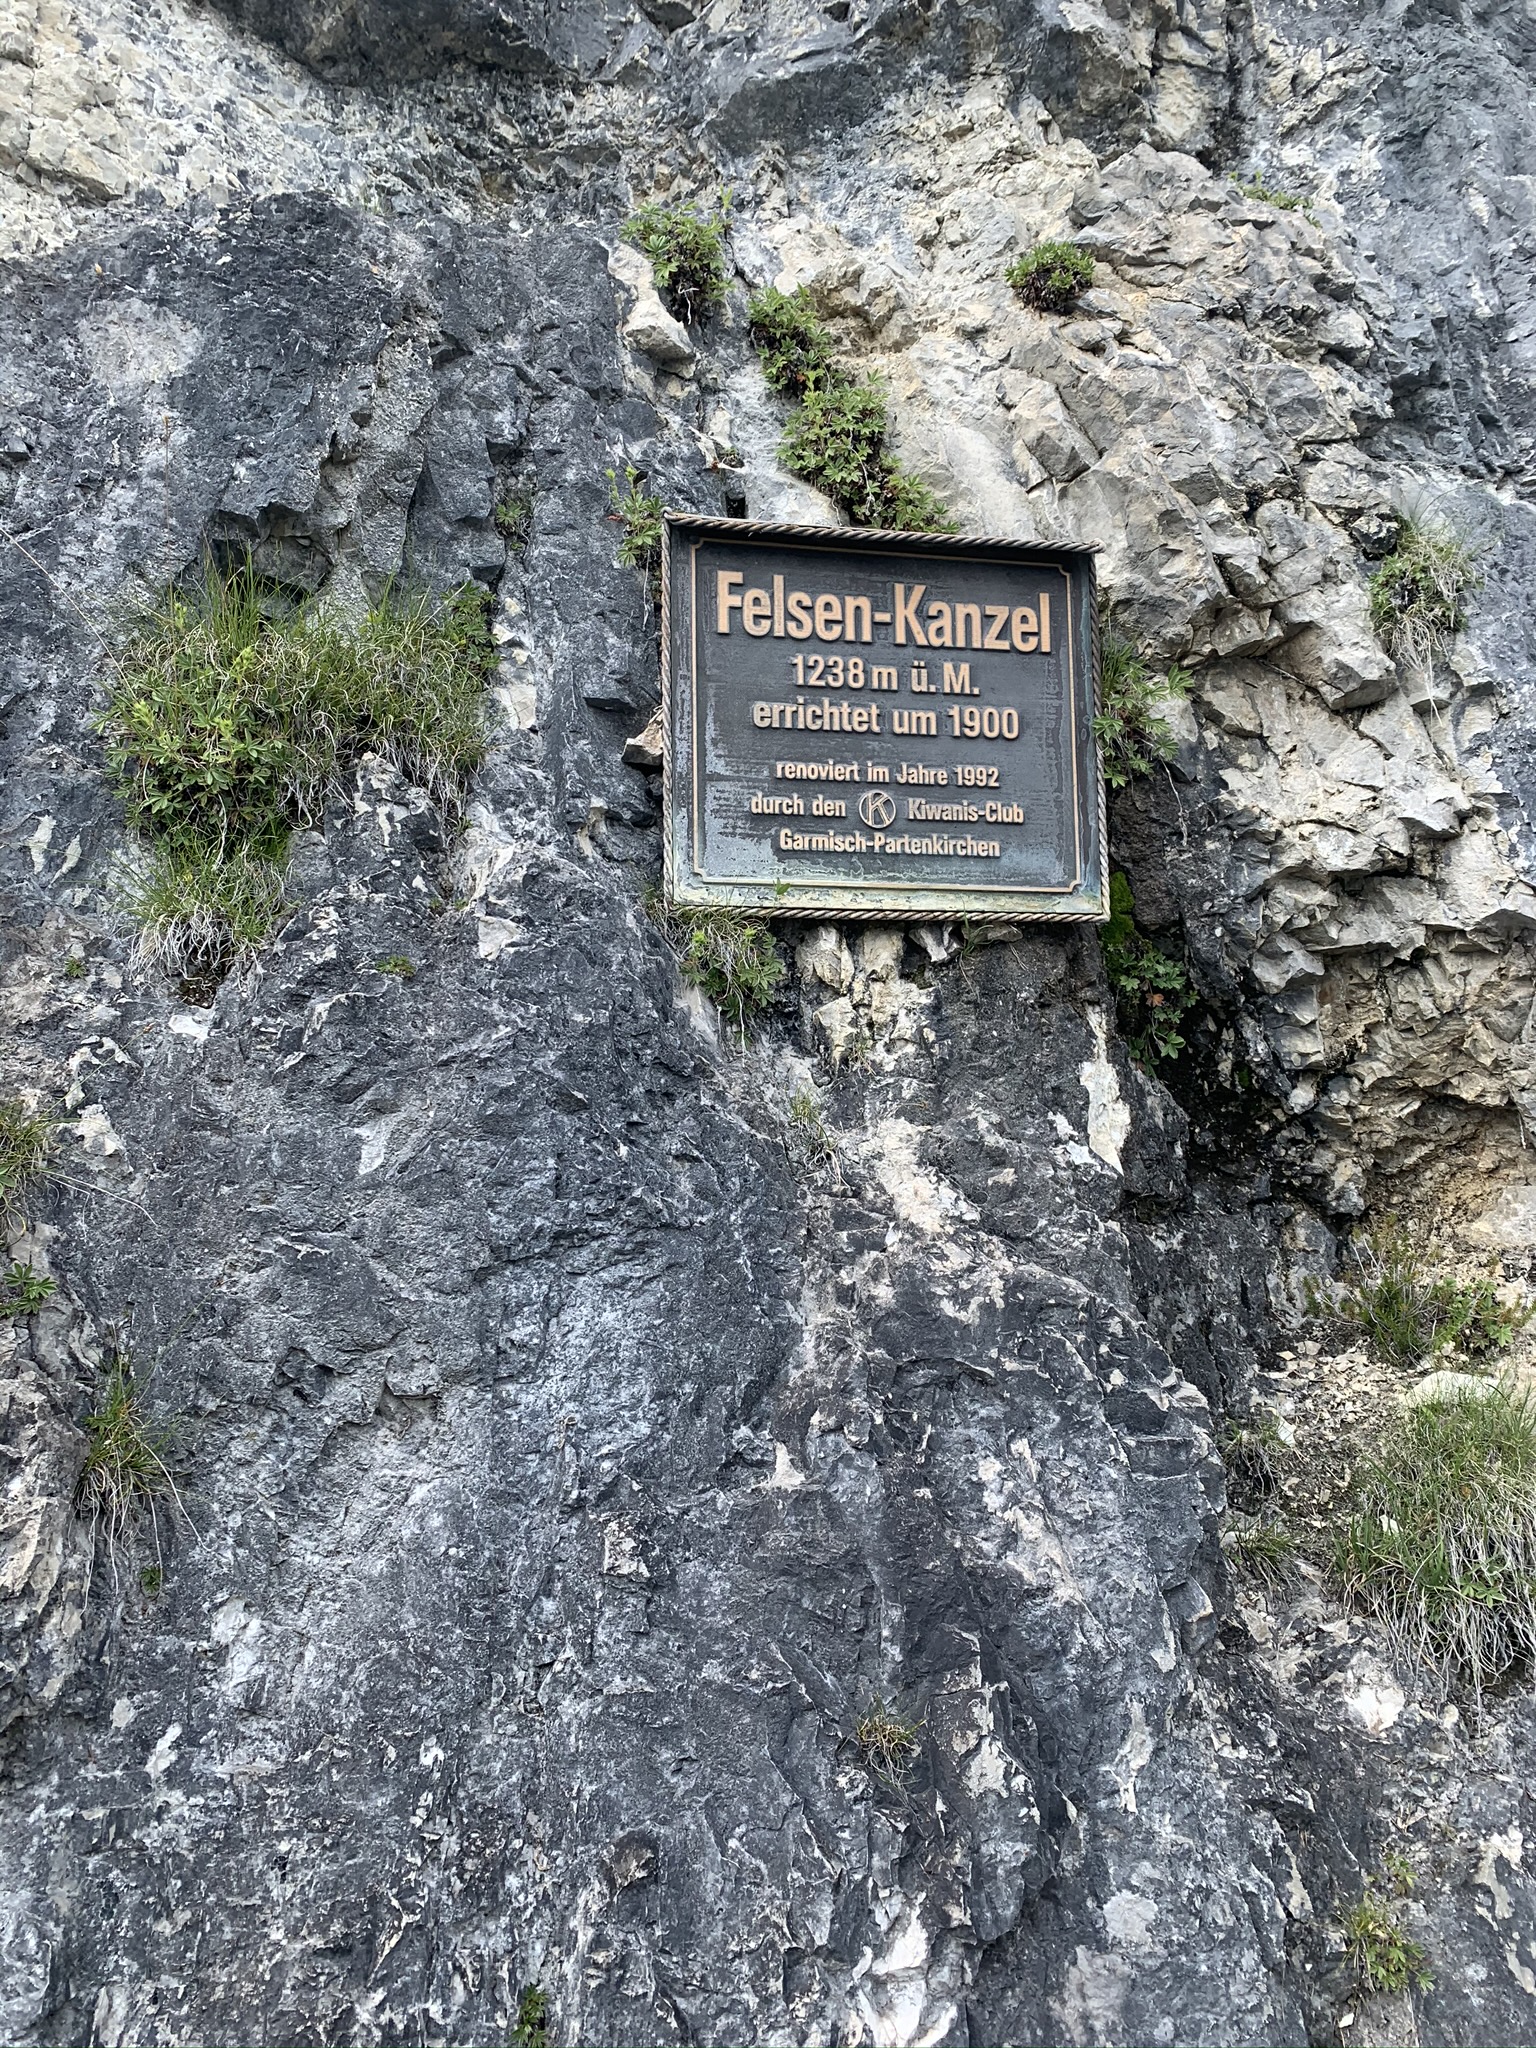 Felsen-Kanzel
1238 m ü. M.
errichtet um 1900
renoviert im Jahre 1992
durch den K Kiwanis-Club
Garmisch-Partenkirchen